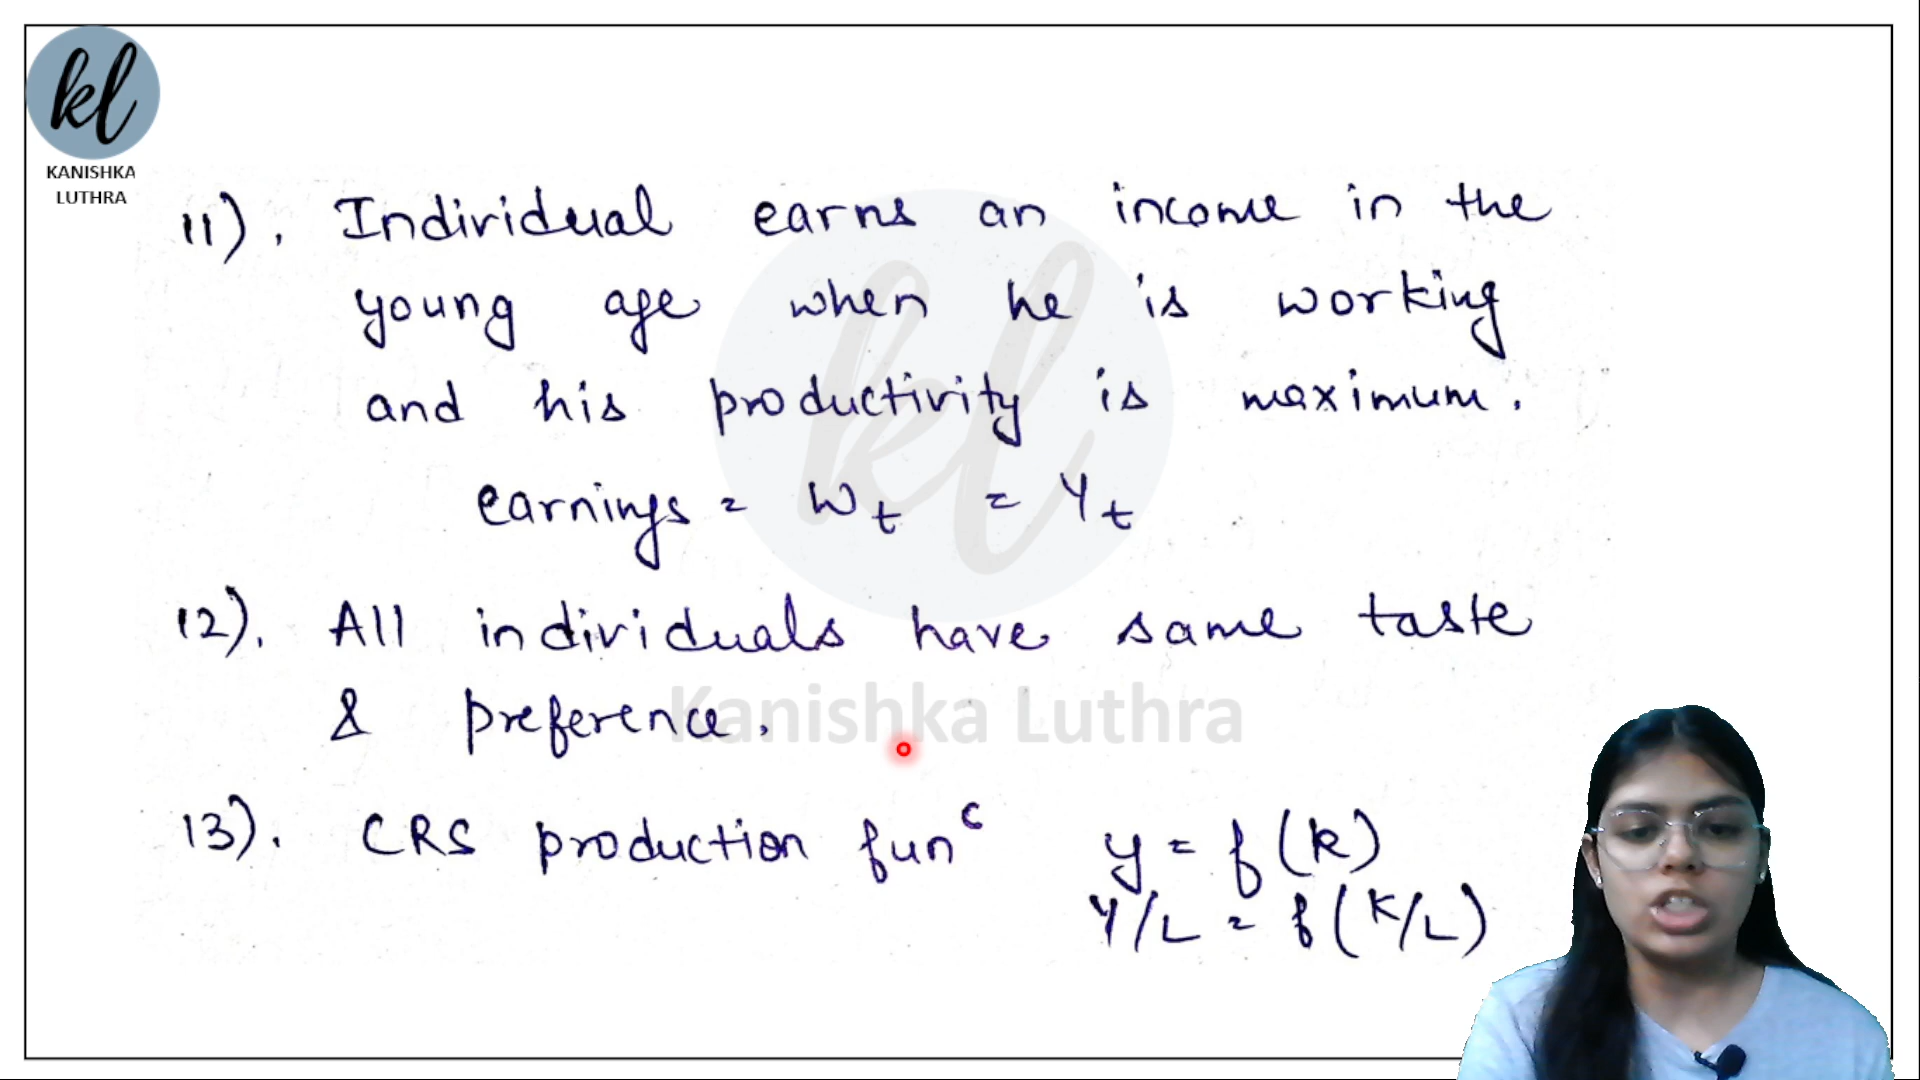 kl
KANISHKA
LUTHRA
11). Individual earns an income in the
young age when he is working
and his productivity is maximum.
earnings = Wt = Yt
12). All individuals have same taste
& preference.
Kanishka Luthra
13). CRS production funᶜ y = f(k)
Y/L = f(K/L)